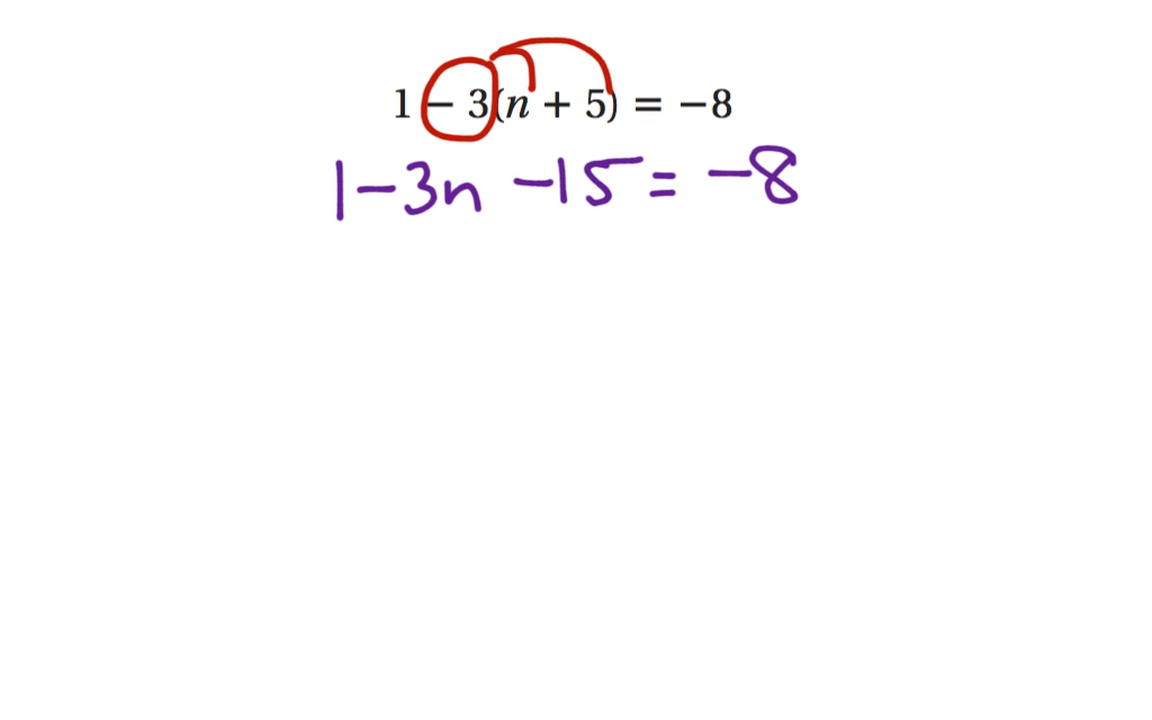 1 − 3(n + 5) = −8
1−3n −15 = −8